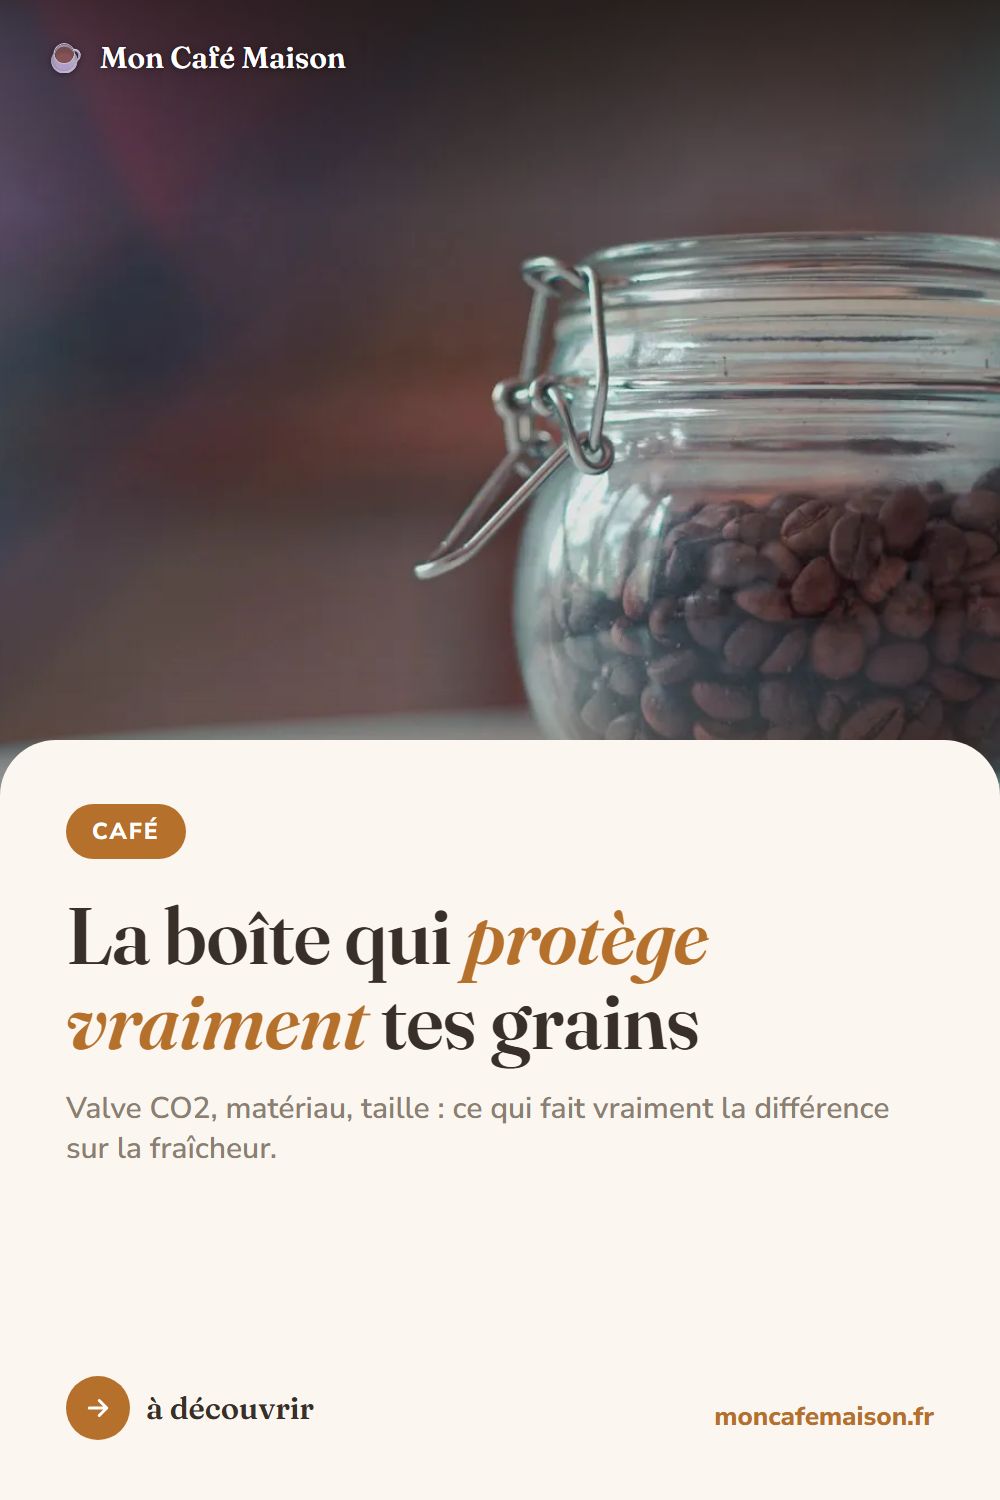 Mon Café Maison
CAFÉ
La boîte qui protège
vraiment tes grains
Valve CO2, matériau, taille : ce qui fait vraiment la différence
sur la fraîcheur.
à découvrir
moncafemaison.fr